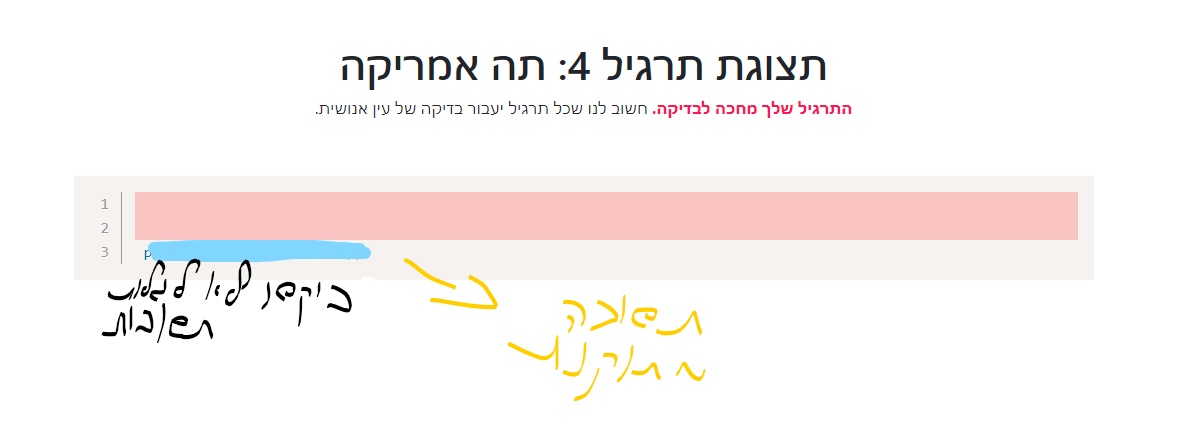 תצוגת תרגיל 4: תה אמריקה
התרגיל שלך מחכה לבדיקה. חשוב לנו שכל תרגיל יעבור בדיקה של עין אנושית.
1
2
3 p
ביקשו לא לגלות
תשובות
תשובה
מתוקנת